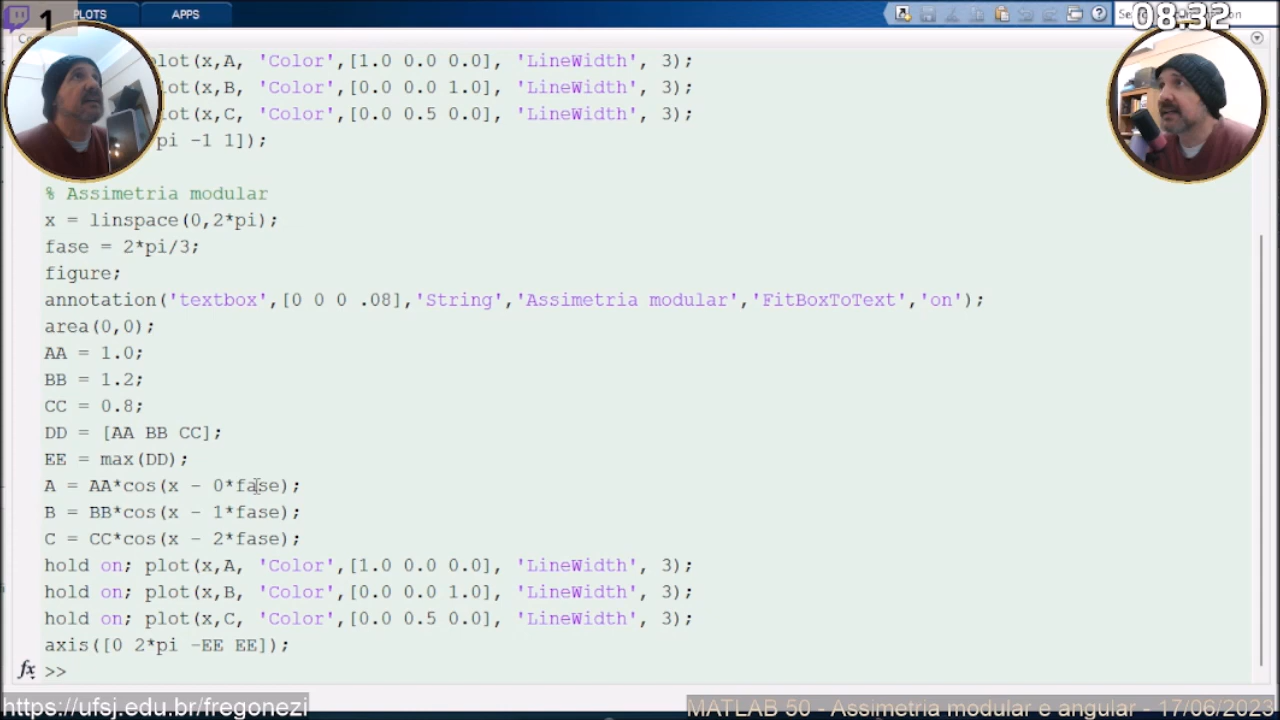 1
PLOTS
APPS
08:32
lot(x,A, 'Color',[1.0 0.0 0.0], 'LineWidth', 3);
lot(x,B, 'Color',[0.0 0.0 1.0], 'LineWidth', 3);
lot(x,C, 'Color',[0.0 0.5 0.0], 'LineWidth', 3);
pi -1 1]);
% Assimetria modular
x = linspace(0,2*pi);
fase = 2*pi/3;
figure;
annotation('textbox',[0 0 0 .08],'String','Assimetria modular','FitBoxToText','on');
area(0,0);
AA = 1.0;
BB = 1.2;
CC = 0.8;
DD = [AA BB CC];
EE = max(DD);
A = AA*cos(x - 0*fase);
B = BB*cos(x - 1*fase);
C = CC*cos(x - 2*fase);
hold on; plot(x,A, 'Color',[1.0 0.0 0.0], 'LineWidth', 3);
hold on; plot(x,B, 'Color',[0.0 0.0 1.0], 'LineWidth', 3);
hold on; plot(x,C, 'Color',[0.0 0.5 0.0], 'LineWidth', 3);
axis([0 2*pi -EE EE]);
fx >>
https://ufsj.edu.br/fregonezi
MATLAB 50 - Assimetria modular e angular - 17/06/2023